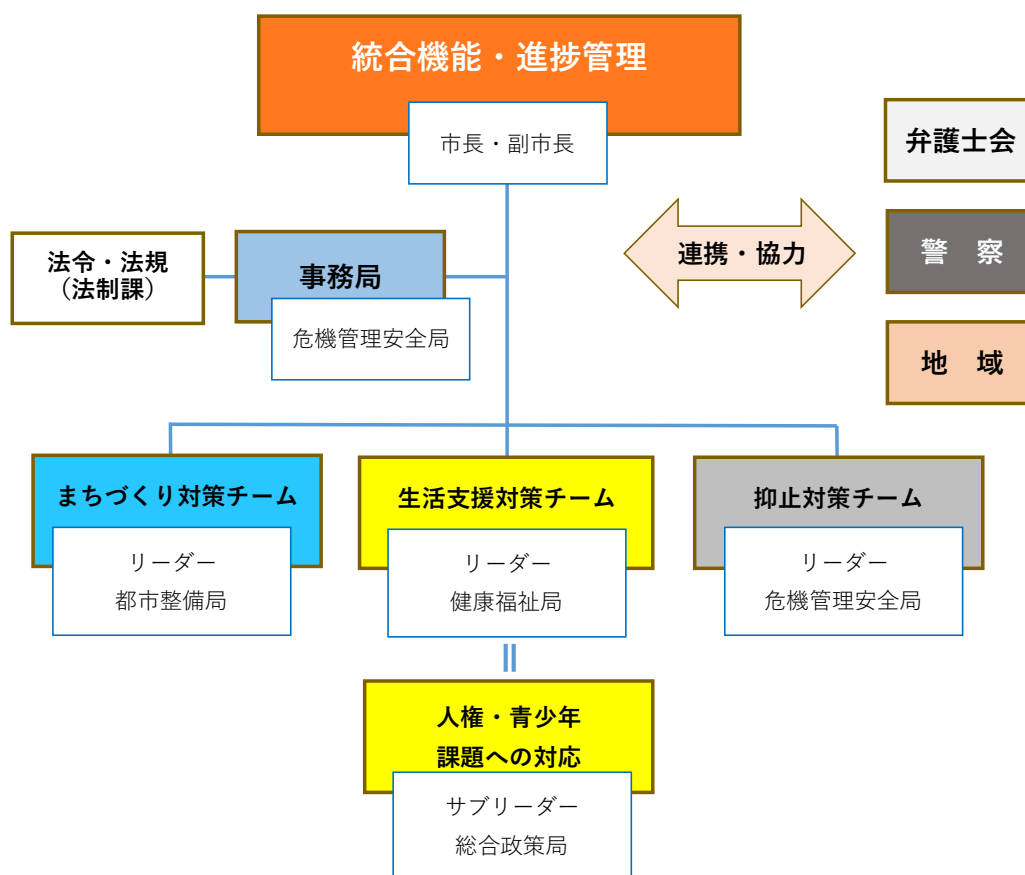 統合機能・進捗管理
市長・副市長
弁護士会
警　察
地　域
連携・協力
法令・法規
（法制課）
事務局
危機管理安全局
まちづくり対策チーム
リーダー
都市整備局
生活支援対策チーム
リーダー
健康福祉局
抑止対策チーム
リーダー
危機管理安全局
人権・青少年
課題への対応
サブリーダー
総合政策局